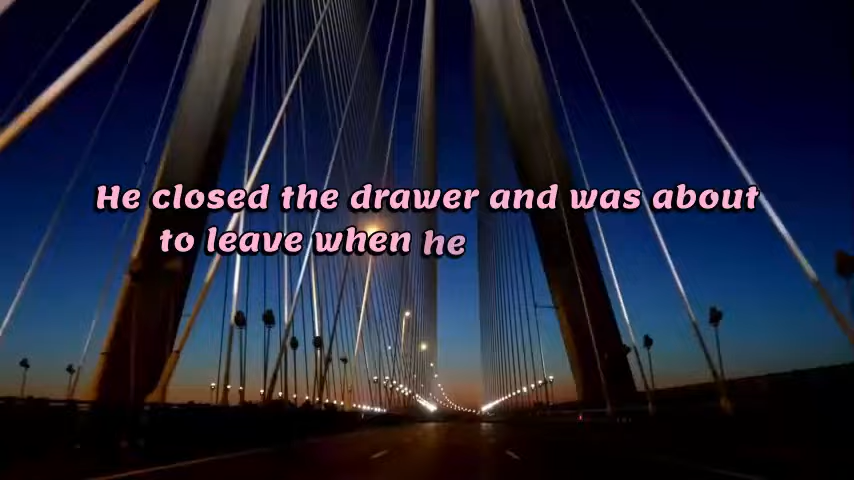 He closed the drawer and was about
to leave when he